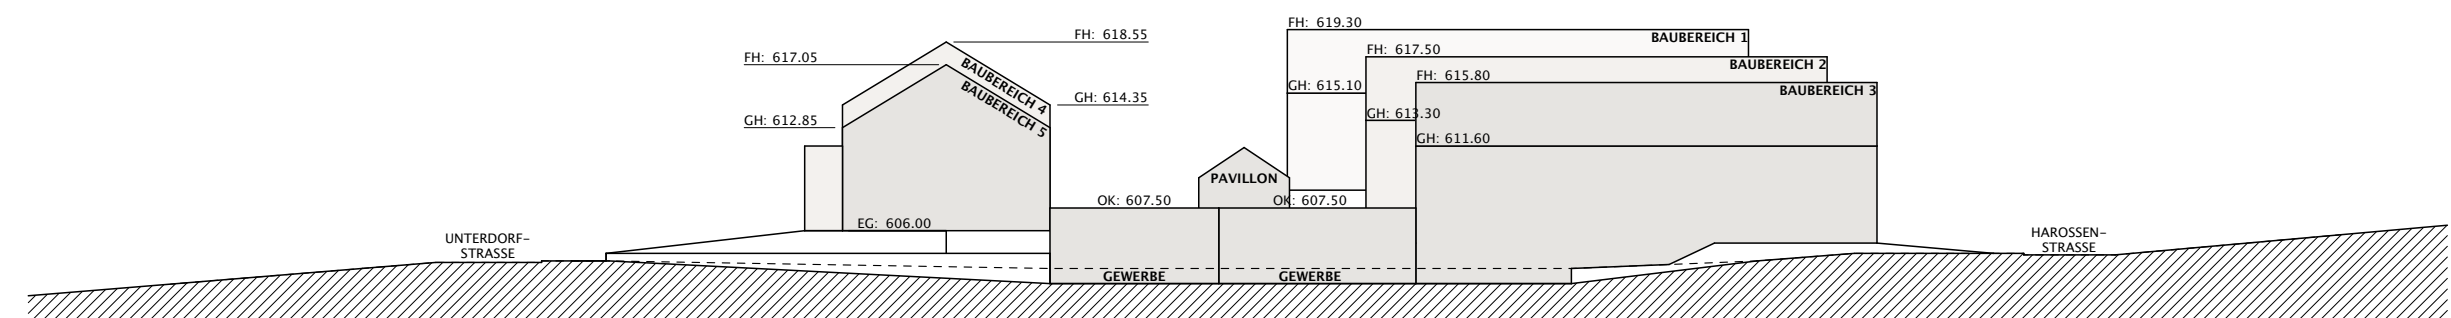 FH: 619.30
BAUBEREICH 1
FH: 618.55
FH: 617.50
FH: 617.05
BAUBEREICH 2
BAUBEREICH 4
FH: 615.80
GH: 615.10
BAUBEREICH 3
BAUBEREICH 5
GH: 614.35
GH: 613.30
GH: 612.85
GH: 611.60
PAVILLON
OK: 607.50
OK: 607.50
EG: 606.00
UNTERDORF-
STRASSE
HAROSSEN-
STRASSE
GEWERBE
GEWERBE